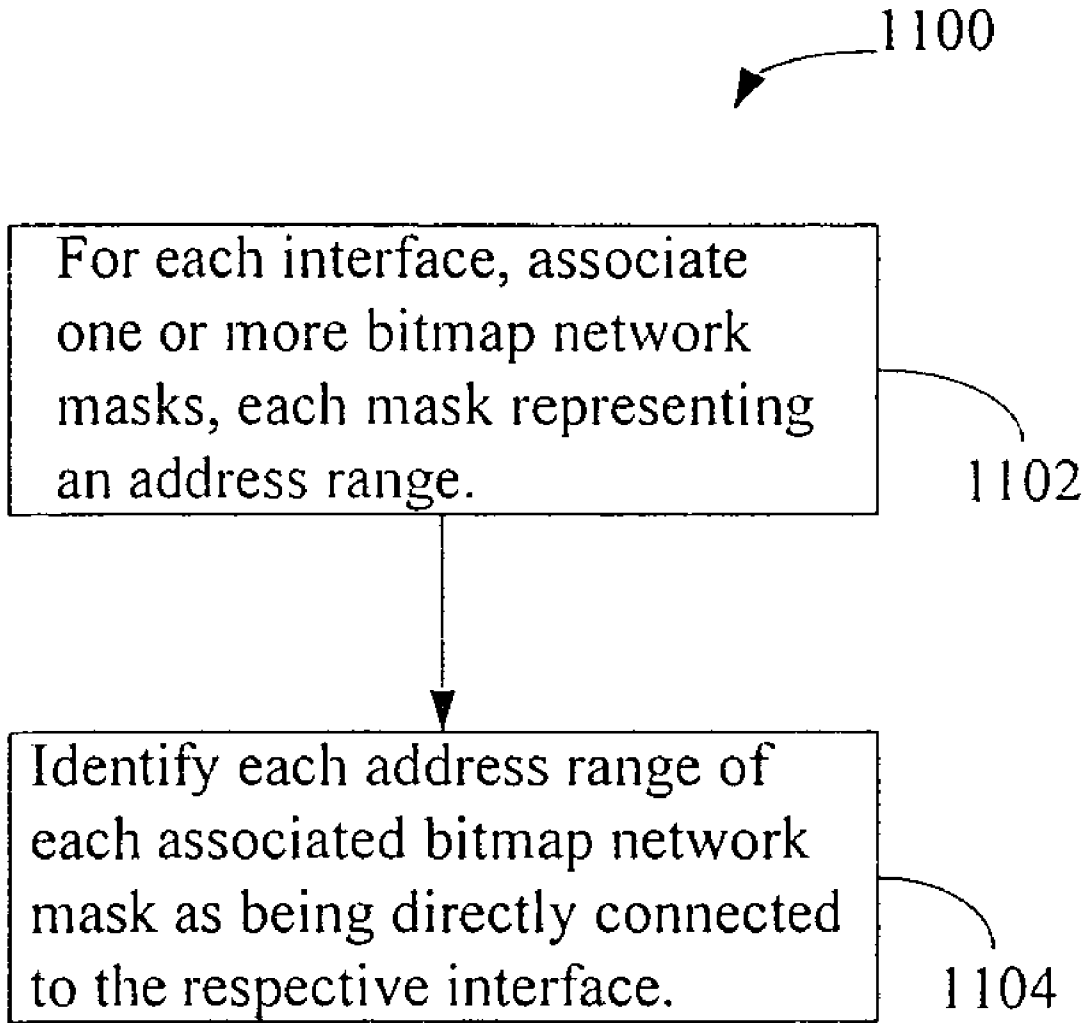 1100
For each interface, associate
one or more bitmap network
masks, each mask representing
an address range.
1102
Identify each address range of
each associated bitmap network
mask as being directly connected
to the respective interface.
1104